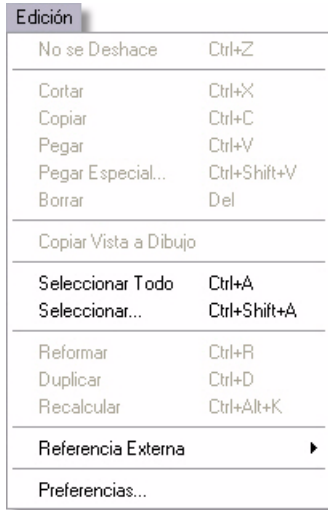 Edición
No se Deshace Ctrl+Z
Cortar Ctrl+X
Copiar Ctrl+C
Pegar Ctrl+V
Pegar Especial... Ctrl+Shift+V
Borrar Del
Copiar Vista a Dibujo
Seleccionar Todo Ctrl+A
Seleccionar... Ctrl+Shift+A
Reformar Ctrl+R
Duplicar Ctrl+D
Recalcular Ctrl+Alt+K
Referencia Externa
Preferencias...